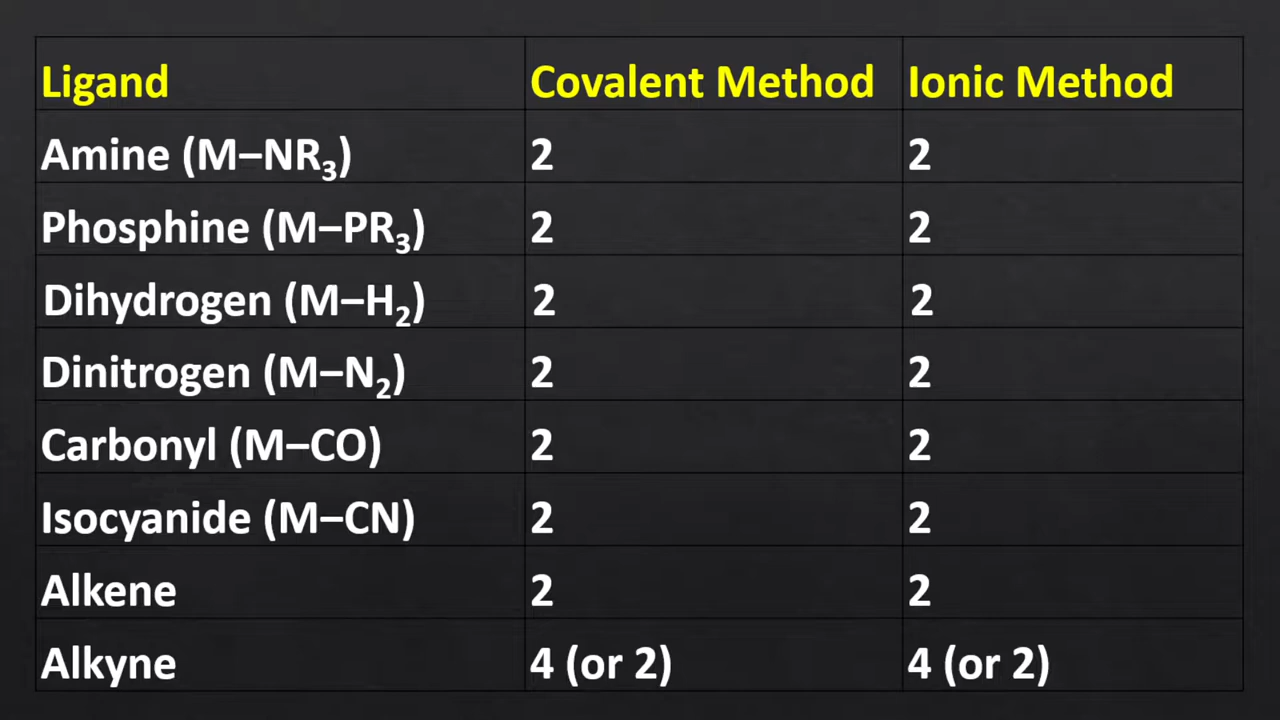 Ligand Covalent Method Ionic Method
Amine (M–NR₃) 2 2
Phosphine (M–PR₃) 2 2
Dihydrogen (M–H₂) 2 2
Dinitrogen (M–N₂) 2 2
Carbonyl (M–CO) 2 2
Isocyanide (M–CN) 2 2
Alkene 2 2
Alkyne 4 (or 2) 4 (or 2)